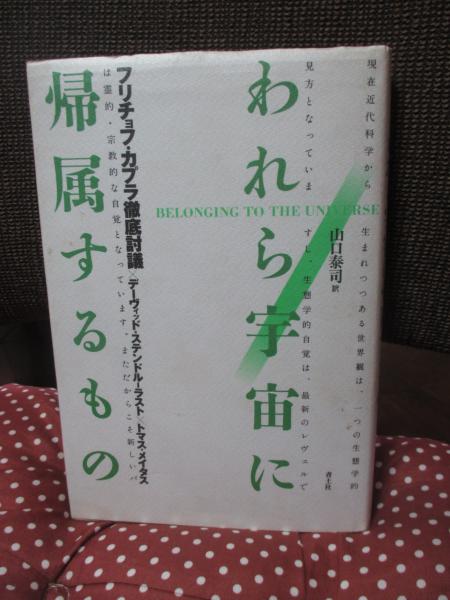 現在近代科学から 生まれつつある世界観は、一つの生態学的
見方となっていま すし、生態学的自覚は、最新のレヴェルで
は霊的・宗教的な自覚となっています。まただからこそ新しいパ
われら宇宙に
帰属するもの
BELONGING TO THE UNIVERSE
山口泰司 訳
フリチョフ・カプラ徹底討議×デーヴィッド・ステンドル−ラスト×トマス・メイタス
青土社